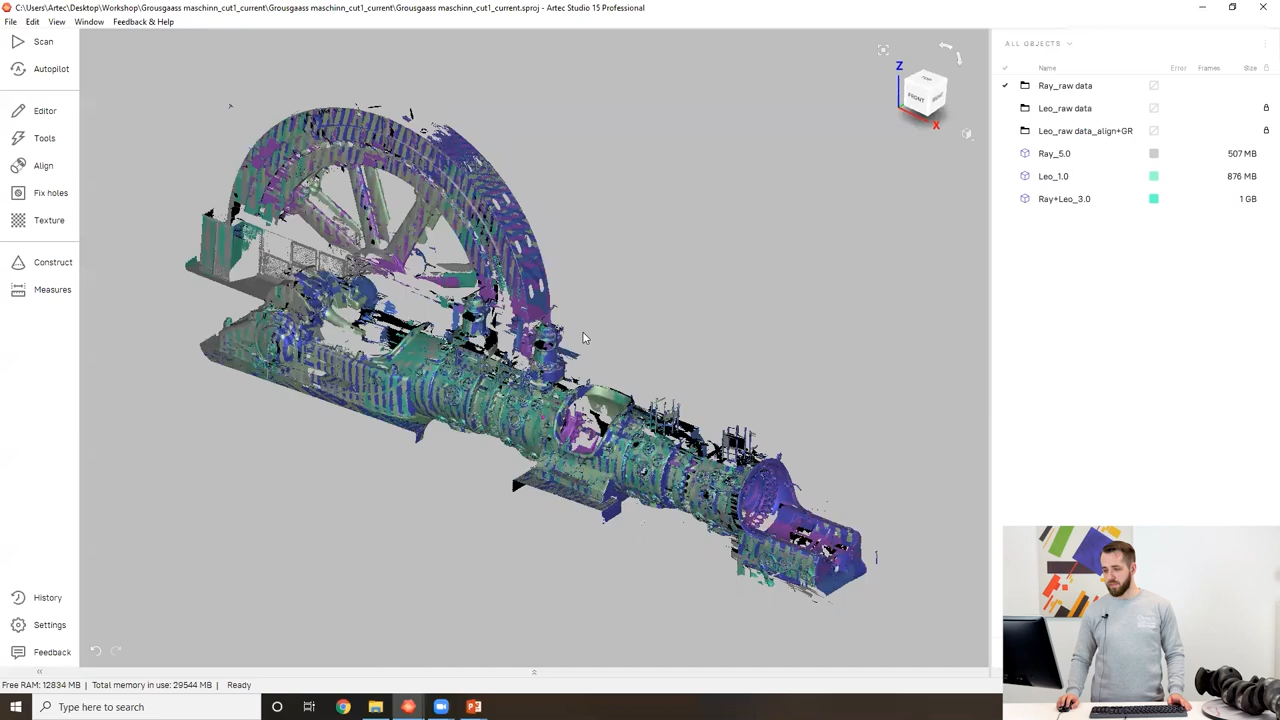 C:\Users\Artec\Desktop\Workshop\Grousgaass maschinn_cut1_current\Grousgaass maschinn_cut1_current\Grousgaass maschinn_cut1_current.sproj - Artec Studio 15 Professional
File Edit View Window Feedback & Help
Scan
Autopilot
Editor
Tools
Align
Fix holes
Texture
Construct
Measures
History
Settings
Feedback
Z
TOP
FRONT
RIGHT
X
ALL OBJECTS
Name Error Frames Size
Ray_raw data
Leo_raw data
Leo_raw data_align+GR
Ray_5.0 507 MB
Leo_1.0 876 MB
Ray+Leo_3.0 1 GB
Free RAM: 12834 MB | Total memory in use: 29544 MB | Ready
Type here to search